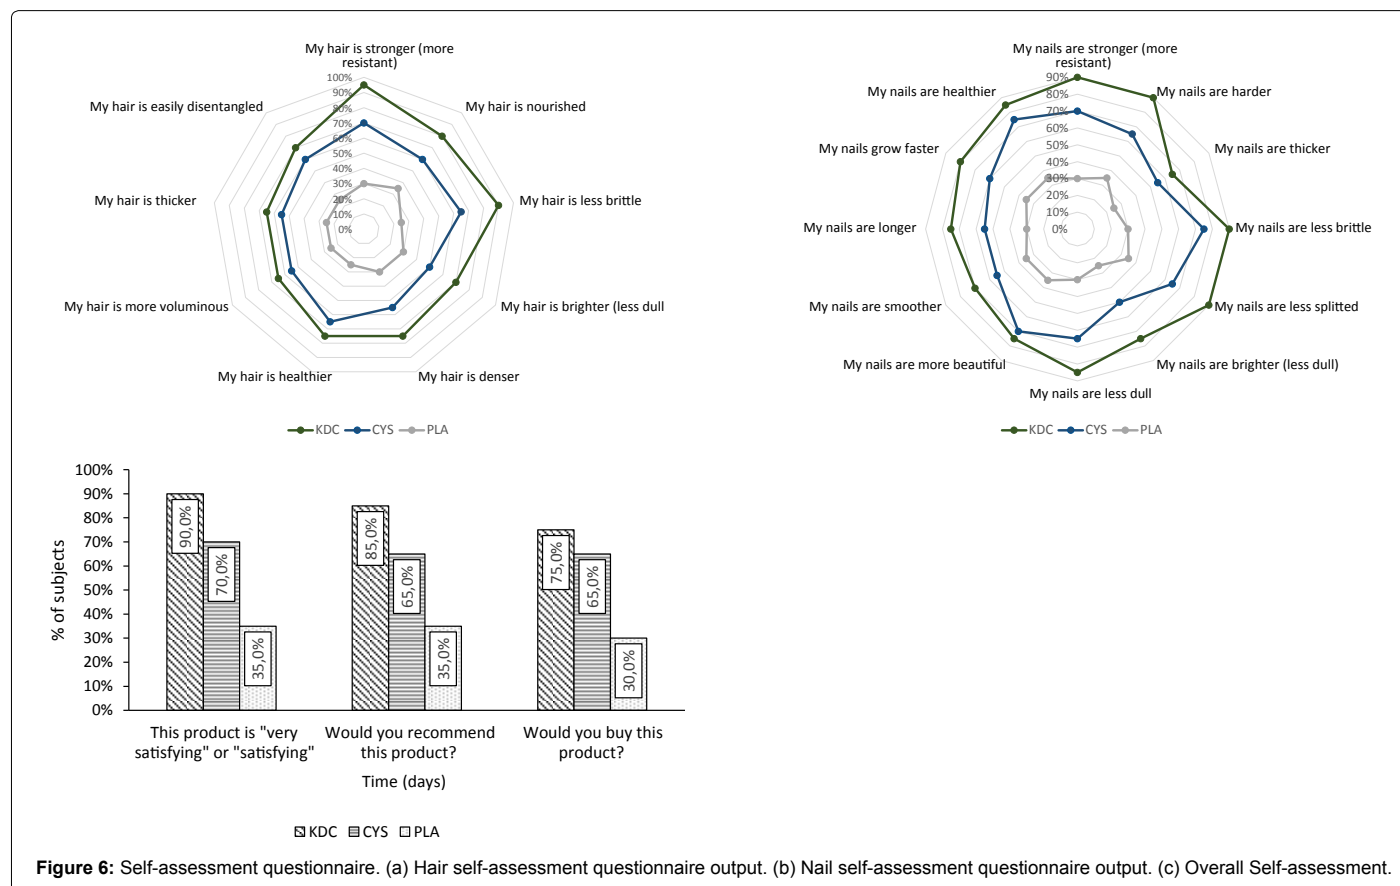 My hair is stronger (more
resistant)
100%
90%
80%
70%
60%
50%
40%
30%
20%
10%
0%
My hair is nourished
My hair is less brittle
My hair is brighter (less dull
My hair is denser
My hair is healthier
My hair is more voluminous
My hair is thicker
My hair is easily disentangled
KDC CYS PLA
My nails are stronger (more
resistant)
90%
80%
70%
60%
50%
40%
30%
20%
10%
0%
My nails are harder
My nails are thicker
My nails are less brittle
My nails are less splitted
My nails are brighter (less dull)
My nails are less dull
My nails are more beautiful
My nails are smoother
My nails are longer
My nails grow faster
My nails are healthier
KDC CYS PLA
% of subjects
100%
90%
80%
70%
60%
50%
40%
30%
20%
10%
0%
90,0%
70,0%
35,0%
85,0%
65,0%
35,0%
75,0%
65,0%
30,0%
This product is "very
satisfying" or "satisfying"
Would you recommend
this product?
Would you buy this
product?
Time (days)
KDC CYS PLA
Figure 6: Self-assessment questionnaire. (a) Hair self-assessment questionnaire output. (b) Nail self-assessment questionnaire output. (c) Overall Self-assessment.